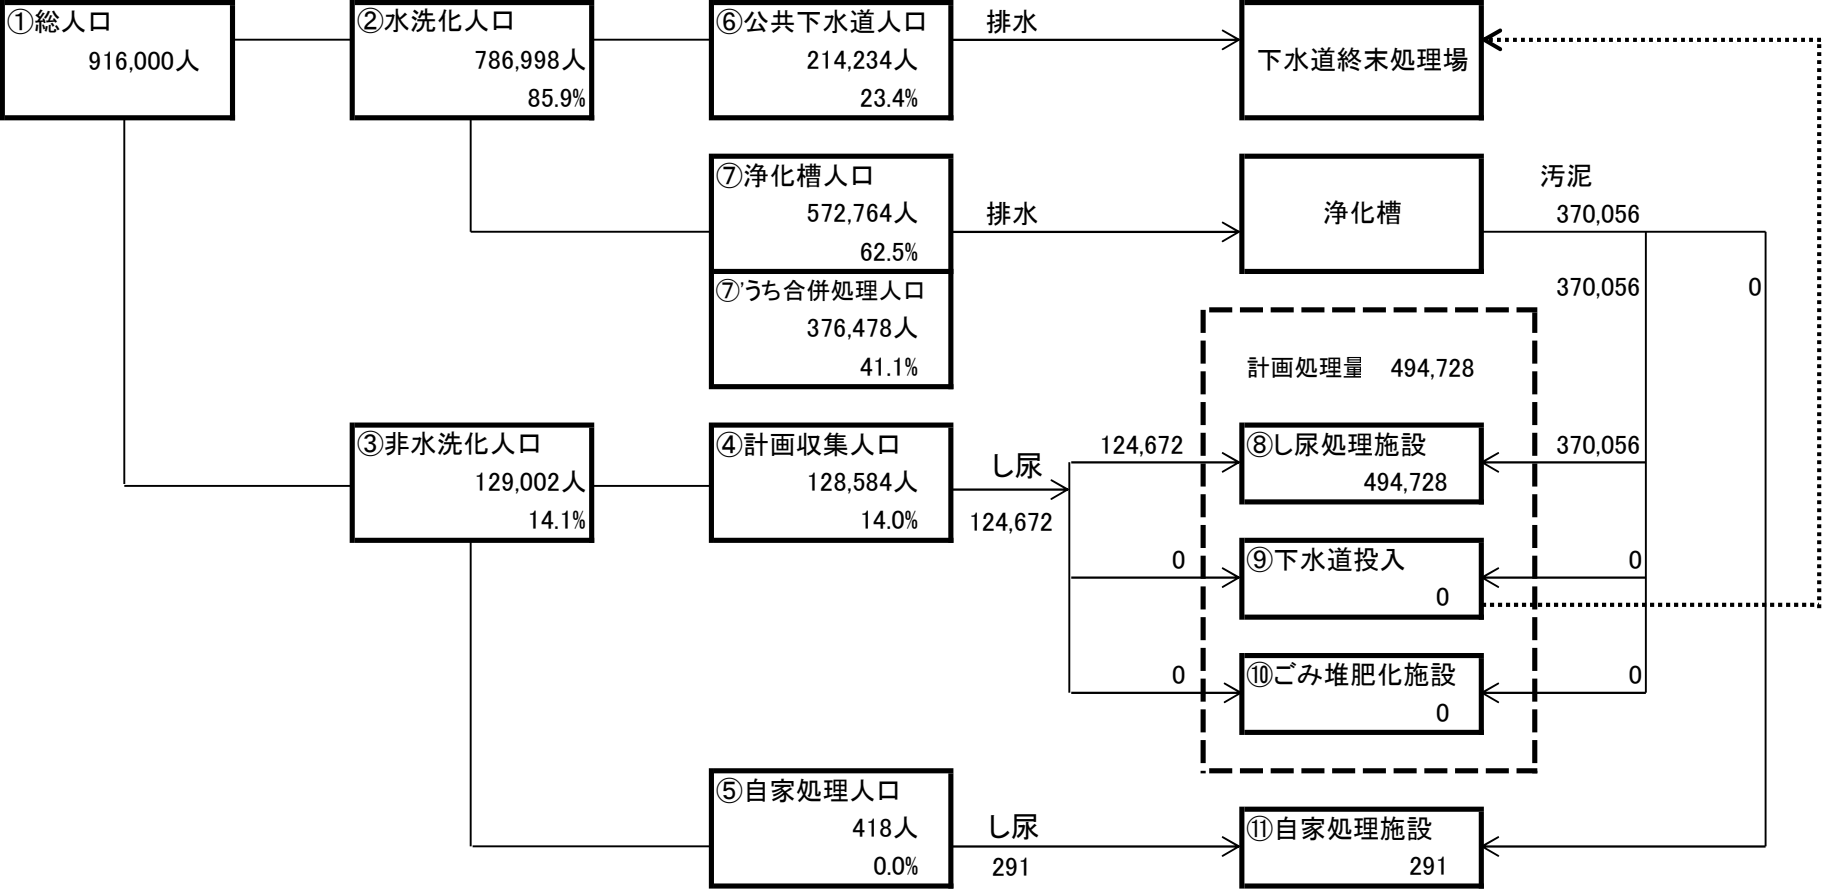 ①総人口
916,000人
②水洗化人口
786,998人
85.9%
⑥公共下水道人口
214,234人
23.4%
排水
下水道終末処理場
⑦浄化槽人口
572,764人
62.5%
排水
浄化槽
汚泥
370,056
⑦'うち合併処理人口
376,478人
41.1%
370,056
0
計画処理量 494,728
③非水洗化人口
129,002人
14.1%
④計画収集人口
128,584人
14.0%
し尿
124,672
124,672
⑧し尿処理施設
494,728
370,056
0
⑨下水道投入
0
0
0
⑩ごみ堆肥化施設
0
0
⑤自家処理人口
418人
0.0%
し尿
291
⑪自家処理施設
291